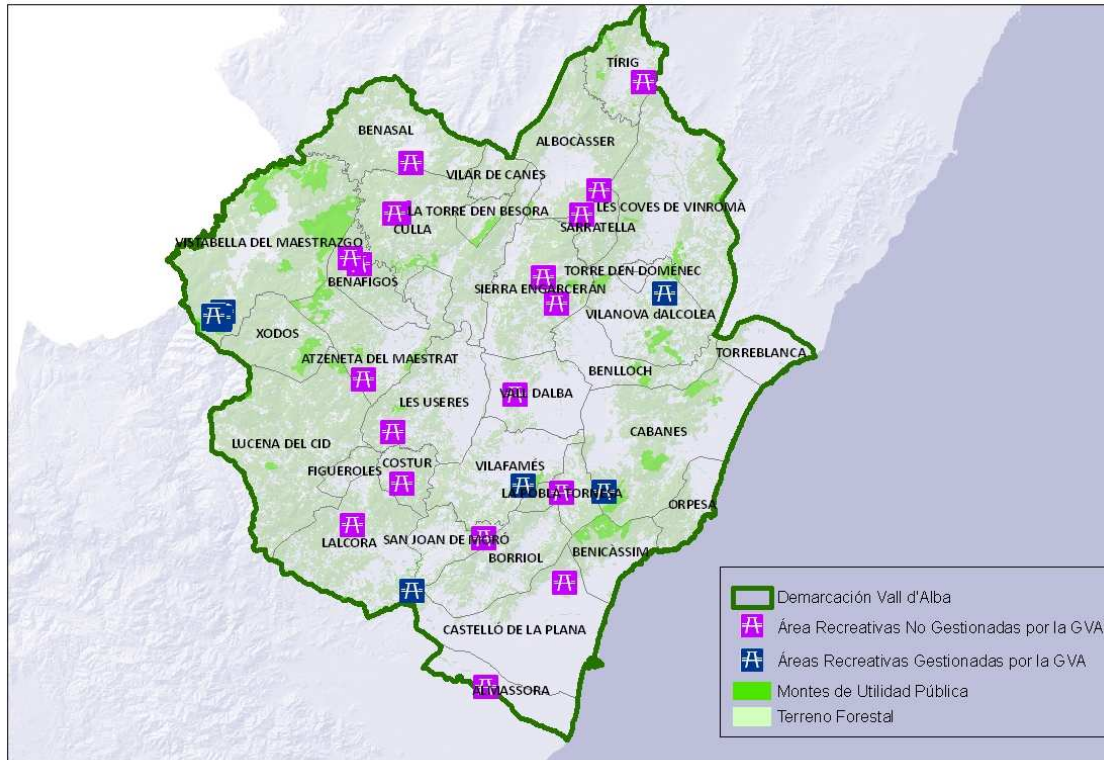 TÍRIG
BENASAL
ALBOCÀSSER
VILAR DE CANES
LES COVES DE VINROMÀ
LA TORRE DEN BESORA
CULLA
SARRATELLA
VISTABELLA DEL MAESTRAZGO
TORRE DEN DOMENEC
BENAFIGOS
SIERRA ENGARCERÁN
VILANOVA dALCOLEA
XODOS
TORREBLANCA
ATZENETA DEL MAESTRAT
BENLLOCH
VALL DALBA
LES USERES
CABANES
LUCENA DEL CID
COSTUR
VILAFAMÉS
FIGUEROLES
LA POBLA TORNESA
ORPESA
LALCORA
SAN JOAN DE MORÓ
BENICÀSSIM
BORRIOL
CASTELLÓ DE LA PLANA
ALMASSORA
Demarcación Vall d'Alba
Área Recreativas No Gestionadas por la GVA
Áreas Recreativas Gestionadas por la GVA
Montes de Utilidad Pública
Terreno Forestal